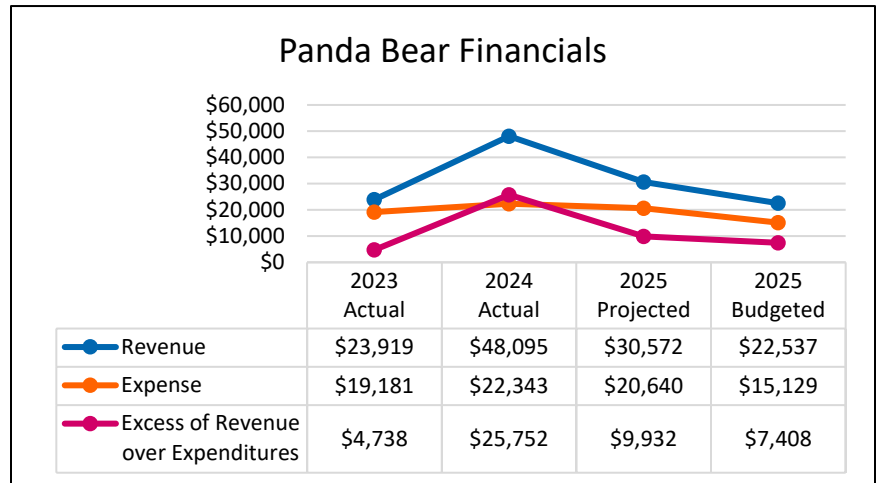 Panda Bear Financials
$60,000
$50,000
$40,000
$30,000
$20,000
$10,000
$0
2023 Actual
2024 Actual
2025 Projected
2025 Budgeted
Revenue $23,919 $48,095 $30,572 $22,537
Expense $19,181 $22,343 $20,640 $15,129
Excess of Revenue
over Expenditures $4,738 $25,752 $9,932 $7,408